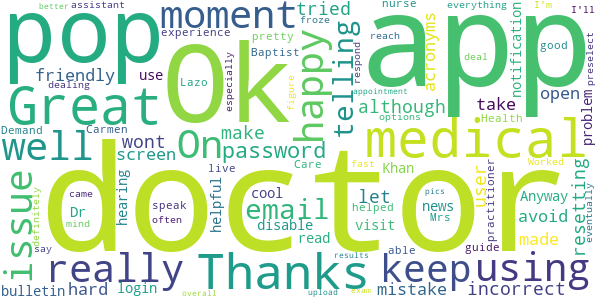 better
assistant
pop
moment
tried
nurse
everything
I'm
I'll
experience
froze
reach
app
dealing
pretty
Baptist
respond
deal
good
preselect
friendly
use
Lazo
especially
happy
telling
acronyms
notification
open
problem
Great
Ok
figure
appointment
options
although
take
Health
Demand
Carmen
wont
On
make
password
medical
well
screen
Care
fast
Worked
issue
hearing
live
cool
let
Khan
user
practitioner
Anyway
resetting
eventually
doctor
email
helped
visit
news
Mrs
avoid
Dr
came
mind
speak
often
helpful
disable
read
pics
able
guide
made
definitely
say
really
Thanks
keep
using
bulletin
hard
login
results
mistake
incorrect
overall
upload
exam